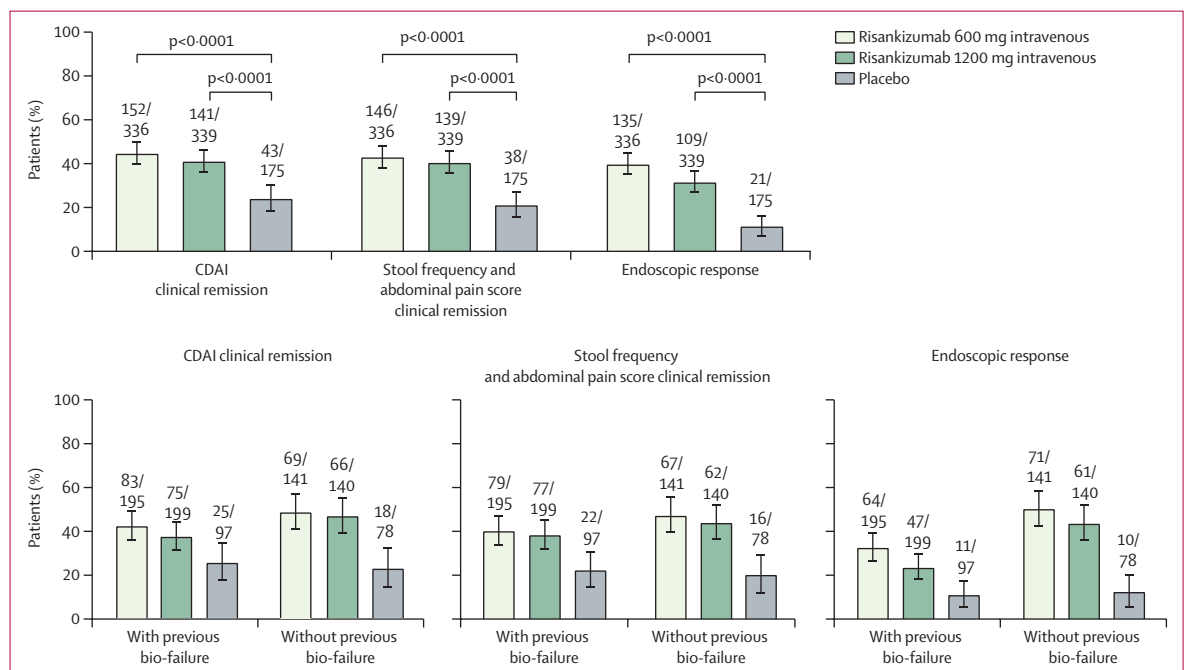 100
80
60
40
20
0
Patients (%)
p<0·0001
p<0·0001
152/
336
141/
339
43/
175
CDAI
clinical remission
p<0·0001
p<0·0001
146/
336
139/
339
38/
175
Stool frequency and
abdominal pain score
clinical remission
p<0·0001
p<0·0001
135/
336
109/
339
21/
175
Endoscopic response
Risankizumab 600 mg intravenous
Risankizumab 1200 mg intravenous
Placebo
CDAI clinical remission
100
80
60
40
20
0
Patients (%)
83/
195
75/
199
25/
97
With previous
bio-failure
69/
141
66/
140
18/
78
Without previous
bio-failure
Stool frequency
and abdominal pain score clinical remission
79/
195
77/
199
22/
97
With previous
bio-failure
67/
141
62/
140
16/
78
Without previous
bio-failure
Endoscopic response
64/
195
47/
199
11/
97
With previous
bio-failure
71/
141
61/
140
10/
78
Without previous
bio-failure